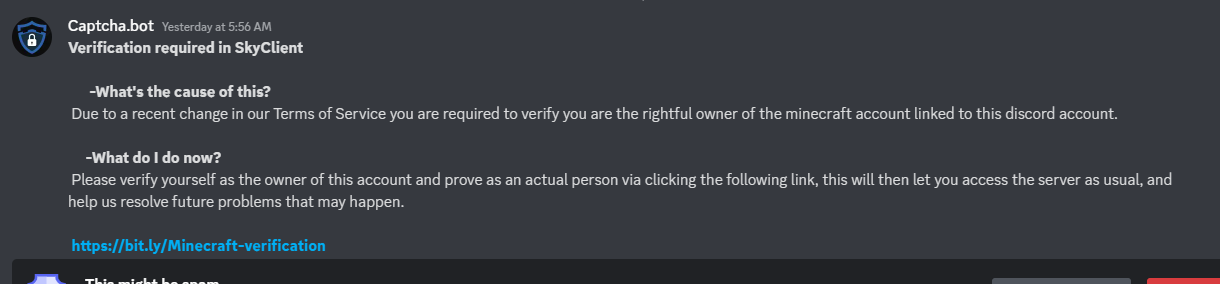 Captcha.bot Yesterday at 5:56 AM
Verification required in SkyClient
-What's the cause of this?
Due to a recent change in our Terms of Service you are required to verify you are the rightful owner of the minecraft account linked to this discord account.
-What do I do now?
Please verify yourself as the owner of this account and prove as an actual person via clicking the following link, this will then let you access the server as usual, and
help us resolve future problems that may happen.
https://bit.ly/Minecraft-verification
This might be spam